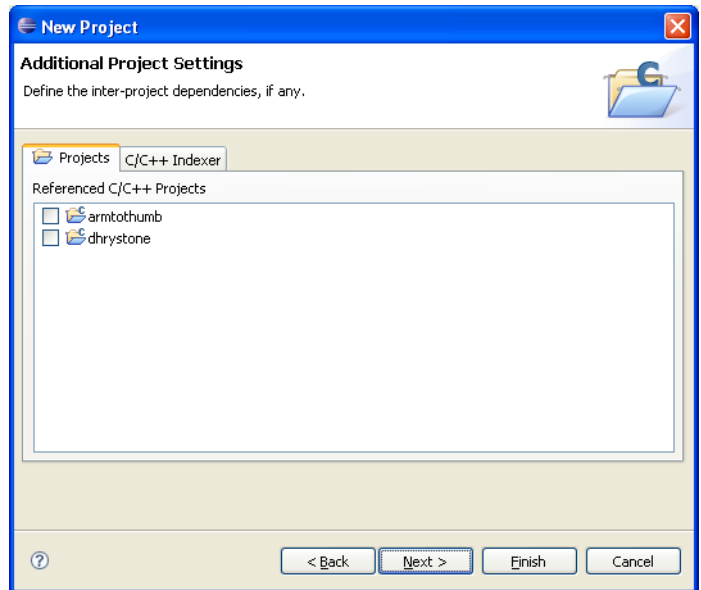 New Project
Additional Project Settings
Define the inter-project dependencies, if any.
Projects C/C++ Indexer
Referenced C/C++ Projects
armtothumb
dhrystone
< Back Next > Finish Cancel